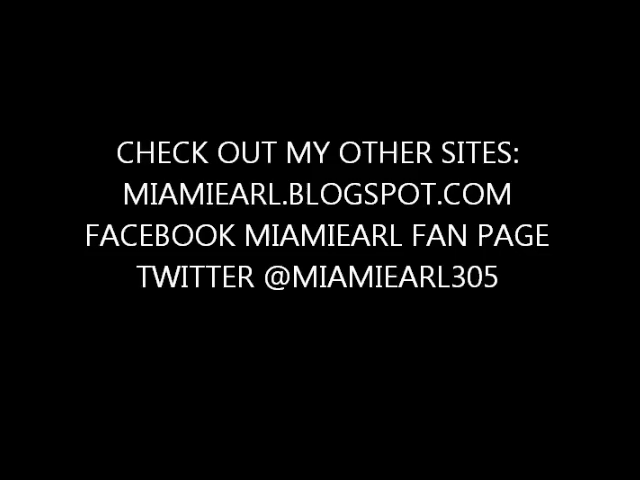 CHECK OUT MY OTHER SITES:
MIAMIEARL.BLOGSPOT.COM
FACEBOOK MIAMIEARL FAN PAGE
TWITTER @MIAMIEARL305